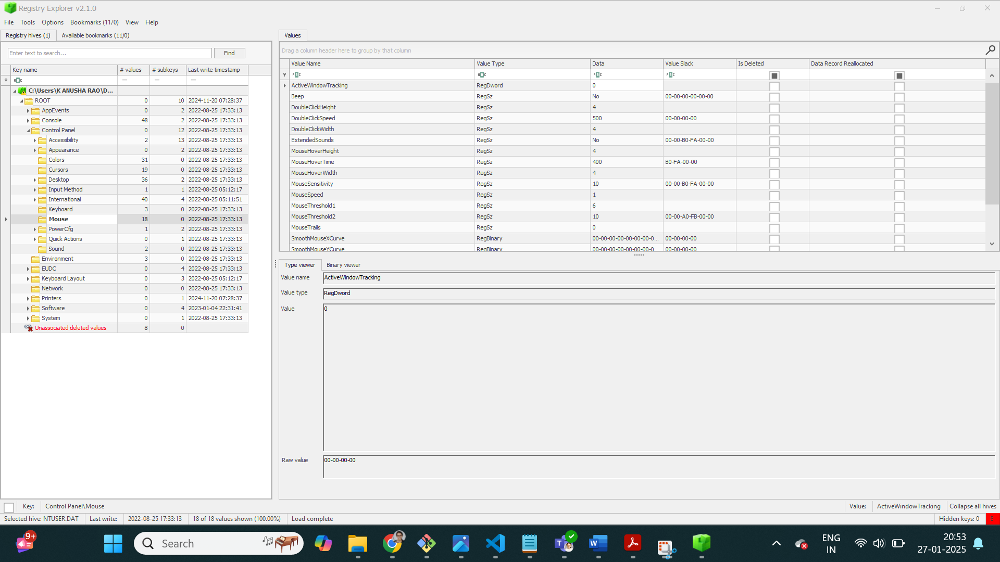 Registry Explorer v2.1.0
File Tools Options Bookmarks (11/0) View Help
Registry hives (1) Available bookmarks (11/0)
Enter text to search... Find
Key name # values # subkeys Last write timestamp
= = =
C:\Users\K ANUSHA RAO\D...
ROOT 0 10 2024-11-20 07:28:37
AppEvents 0 2 2022-08-25 17:33:13
Console 48 2 2022-08-25 17:33:13
Control Panel 0 12 2022-08-25 17:33:13
Accessibility 2 13 2022-08-25 17:33:13
Appearance 0 2 2022-08-25 17:33:13
Colors 31 0 2022-08-25 17:33:13
Cursors 19 0 2022-08-25 17:33:13
Desktop 36 2 2022-08-25 17:33:13
Input Method 1 1 2022-08-25 05:12:17
International 40 4 2022-08-25 05:11:51
Keyboard 3 0 2022-08-25 17:33:13
Mouse 18 0 2022-08-25 17:33:13
PowerCfg 1 2 2022-08-25 17:33:13
Quick Actions 0 1 2022-08-25 17:33:13
Sound 2 0 2022-08-25 17:33:13
Environment 3 0 2022-08-25 17:33:13
EUDC 0 4 2022-08-25 17:33:13
Keyboard Layout 0 3 2022-08-25 05:12:17
Network 0 0 2022-08-25 17:33:13
Printers 0 1 2024-11-20 07:28:37
Software 0 4 2023-01-04 22:31:41
System 0 1 2022-08-25 17:33:13
Unassociated deleted values 8 0
Values
Drag a column header here to group by that column
Value Name Value Type Data Value Slack Is Deleted Data Record Reallocated
ActiveWindowTracking RegDword 0
Beep RegSz No 00-00-00-00-00-00
DoubleClickHeight RegSz 4
DoubleClickSpeed RegSz 500 00-00-00-00
DoubleClickWidth RegSz 4
ExtendedSounds RegSz No 00-00-B0-FA-00-00
MouseHoverHeight RegSz 4
MouseHoverTime RegSz 400 B0-FA-00-00
MouseHoverWidth RegSz 4
MouseSensitivity RegSz 10 00-00-B0-FA-00-00
MouseSpeed RegSz 1
MouseThreshold1 RegSz 6
MouseThreshold2 RegSz 10 00-00-A0-FB-00-00
MouseTrails RegSz 0
SmoothMouseXCurve RegBinary 00-00-00-00-00-00-00-0... 00-00-00-00
SmoothMouseYCurve RegBinary 00-00-00-00-00-00-00-0 00-00-00-00
Type viewer Binary viewer
Value name ActiveWindowTracking
Value type RegDword
Value 0
Raw value 00-00-00-00
Key: Control Panel\Mouse Value: ActiveWindowTracking Collapse all hives
Selected hive: NTUSER.DAT Last write: 2022-08-25 17:33:13 18 of 18 values shown (100.00%) Load complete Hidden keys: 0
9+
Search
ENG
IN
20:53
27-01-2025